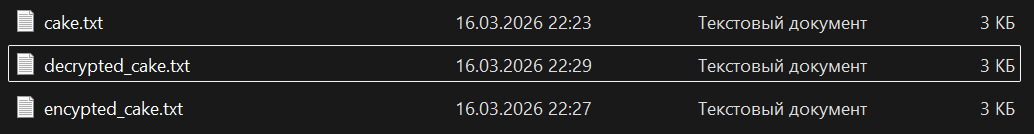 cake.txt 16.03.2026 22:23 Текстовый документ 3 КБ
decrypted_cake.txt 16.03.2026 22:29 Текстовый документ 3 КБ
encypted_cake.txt 16.03.2026 22:27 Текстовый документ 3 КБ